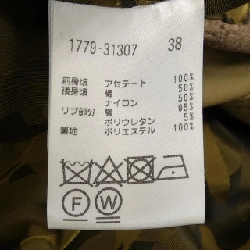 1779-31307 38
前身頃 アセテート 100%
後身頃 綿 50%
ナイロン 50%
リブ部分 綿 95%
ポリウレタン 5%
裏地 ポリエステル 100%
F W